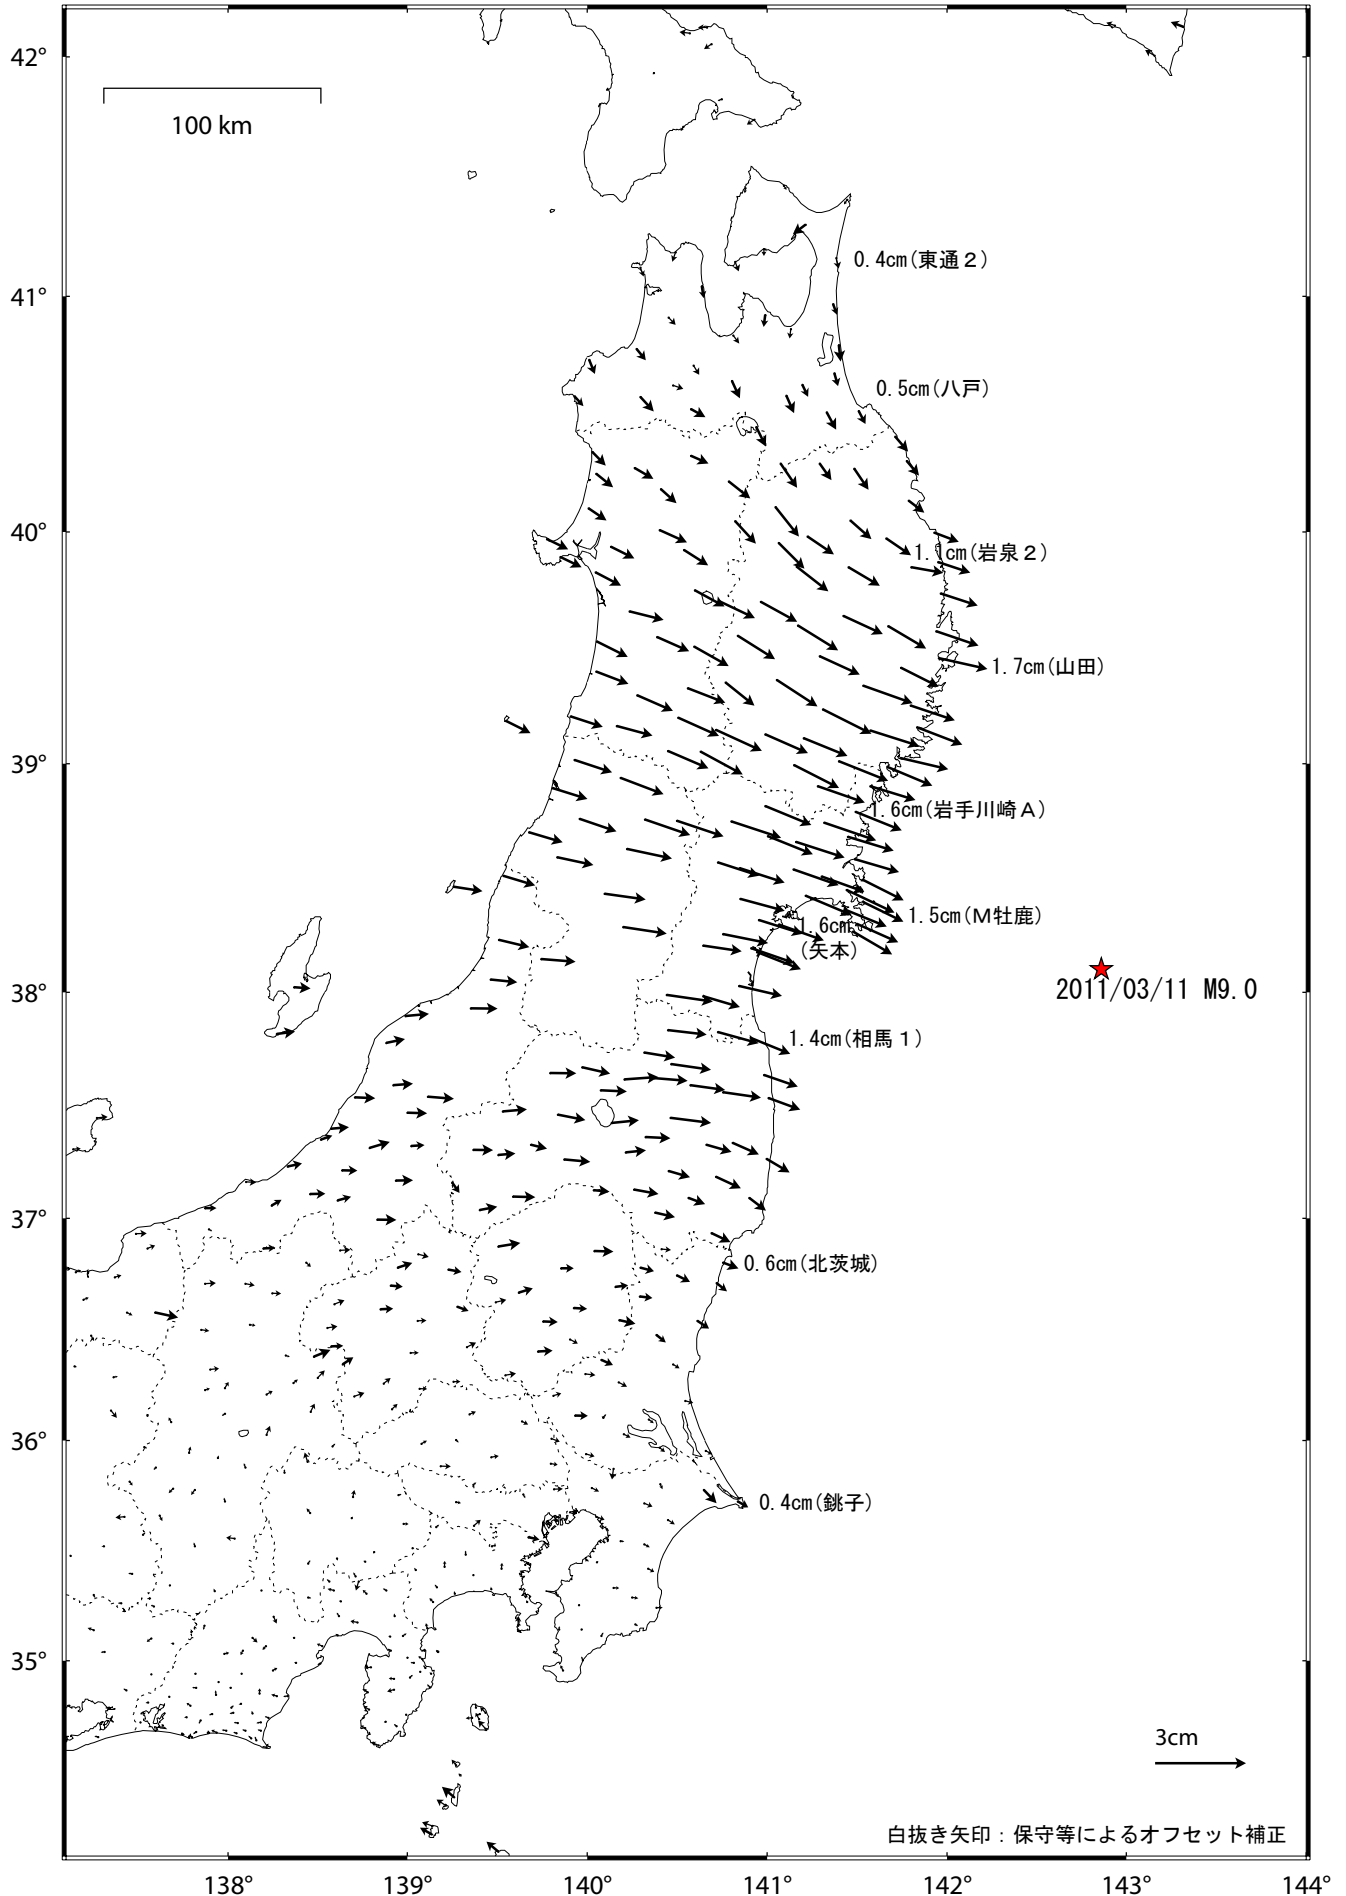 42°
100 km
0.4cm(東通２)
41°
0.5cm(八戸)
40°
1.1cm(岩泉２)
1.7cm(山田)
39°
1.6cm(岩手川崎Ａ)
1.5cm(Ｍ牡鹿)
1.6cm
(矢本)
38°
2011/03/11 M9.0
1.4cm(相馬１)
37°
0.6cm(北茨城)
36°
0.4cm(銚子)
35°
3cm
白抜き矢印：保守等によるオフセット補正
138° 139° 140° 141° 142° 143° 144°